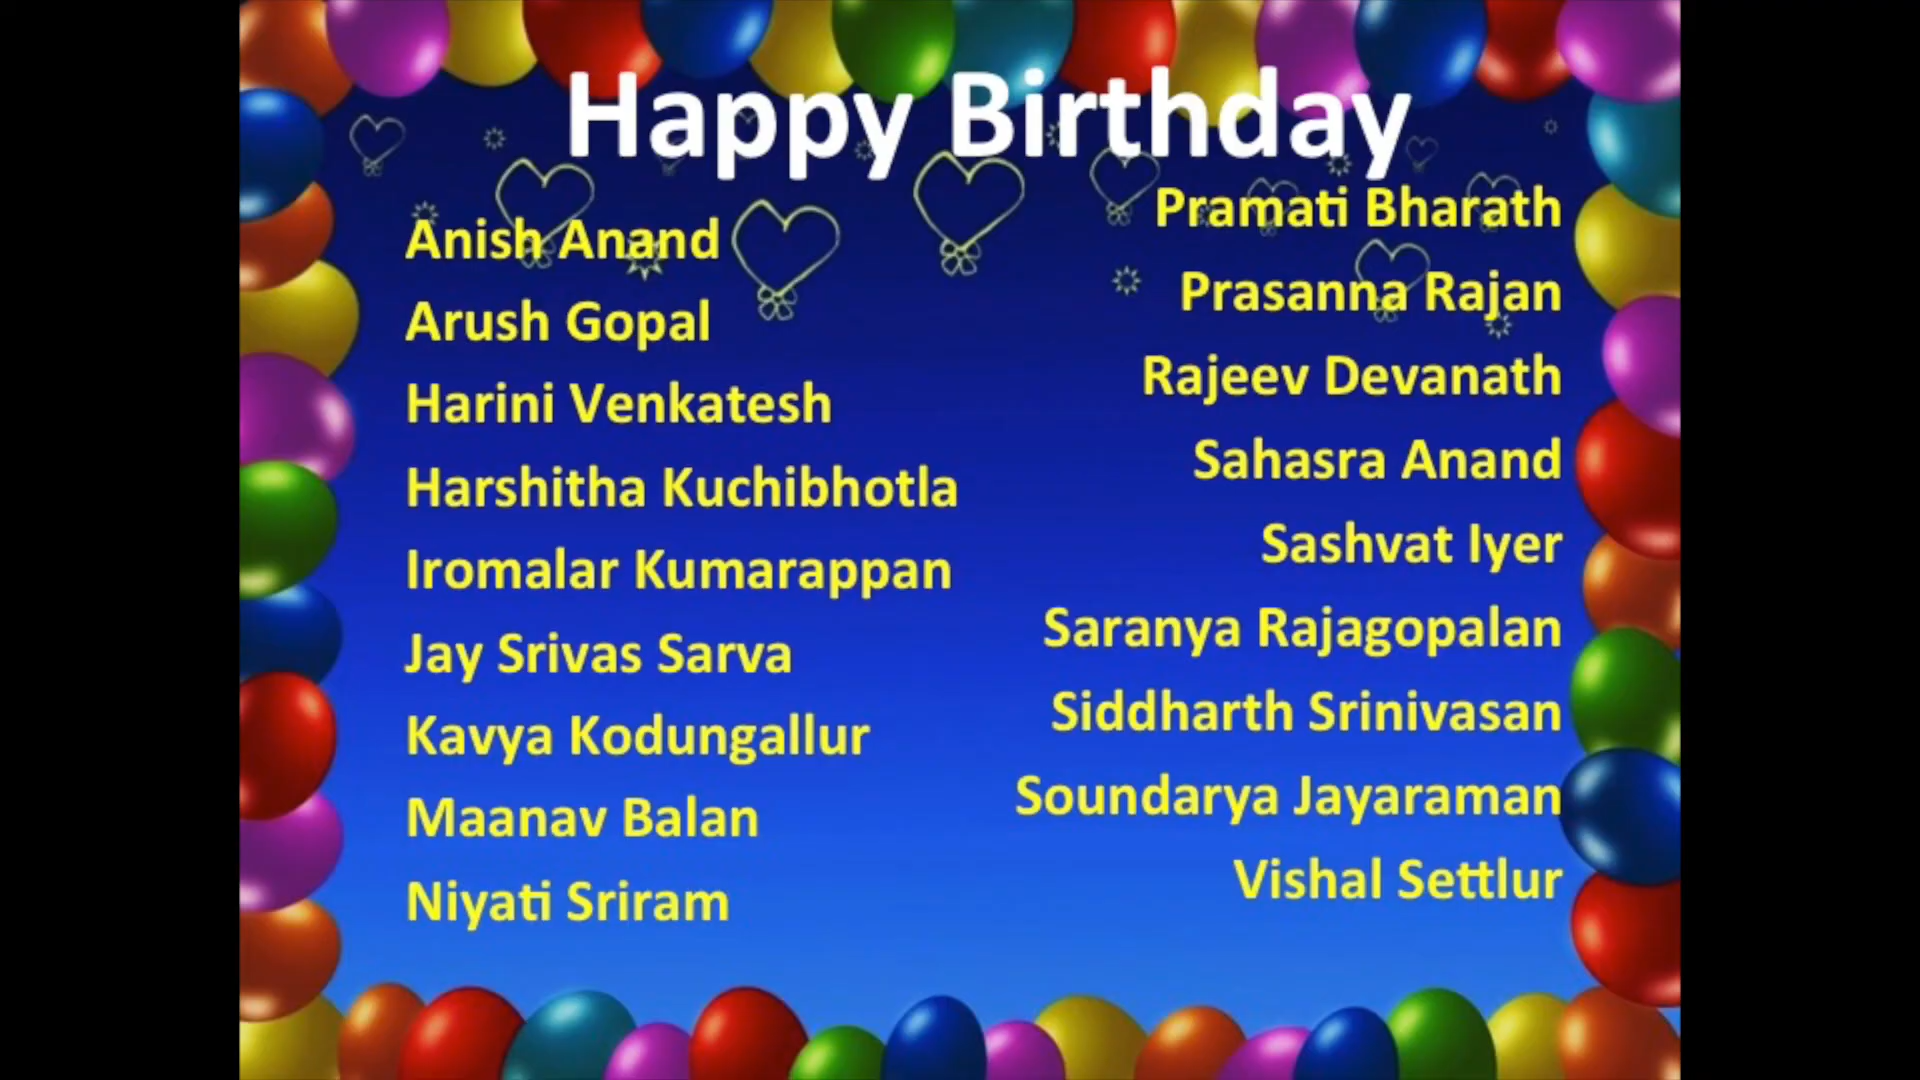 Happy Birthday
Anish Anand
Arush Gopal
Harini Venkatesh
Harshitha Kuchibhotla
Iromalar Kumarappan
Jay Srivas Sarva
Kavya Kodungallur
Maanav Balan
Niyati Sriram
Pramati Bharath
Prasanna Rajan
Rajeev Devanath
Sahasra Anand
Sashvat Iyer
Saranya Rajagopalan
Siddharth Srinivasan
Soundarya Jayaraman
Vishal Settlur